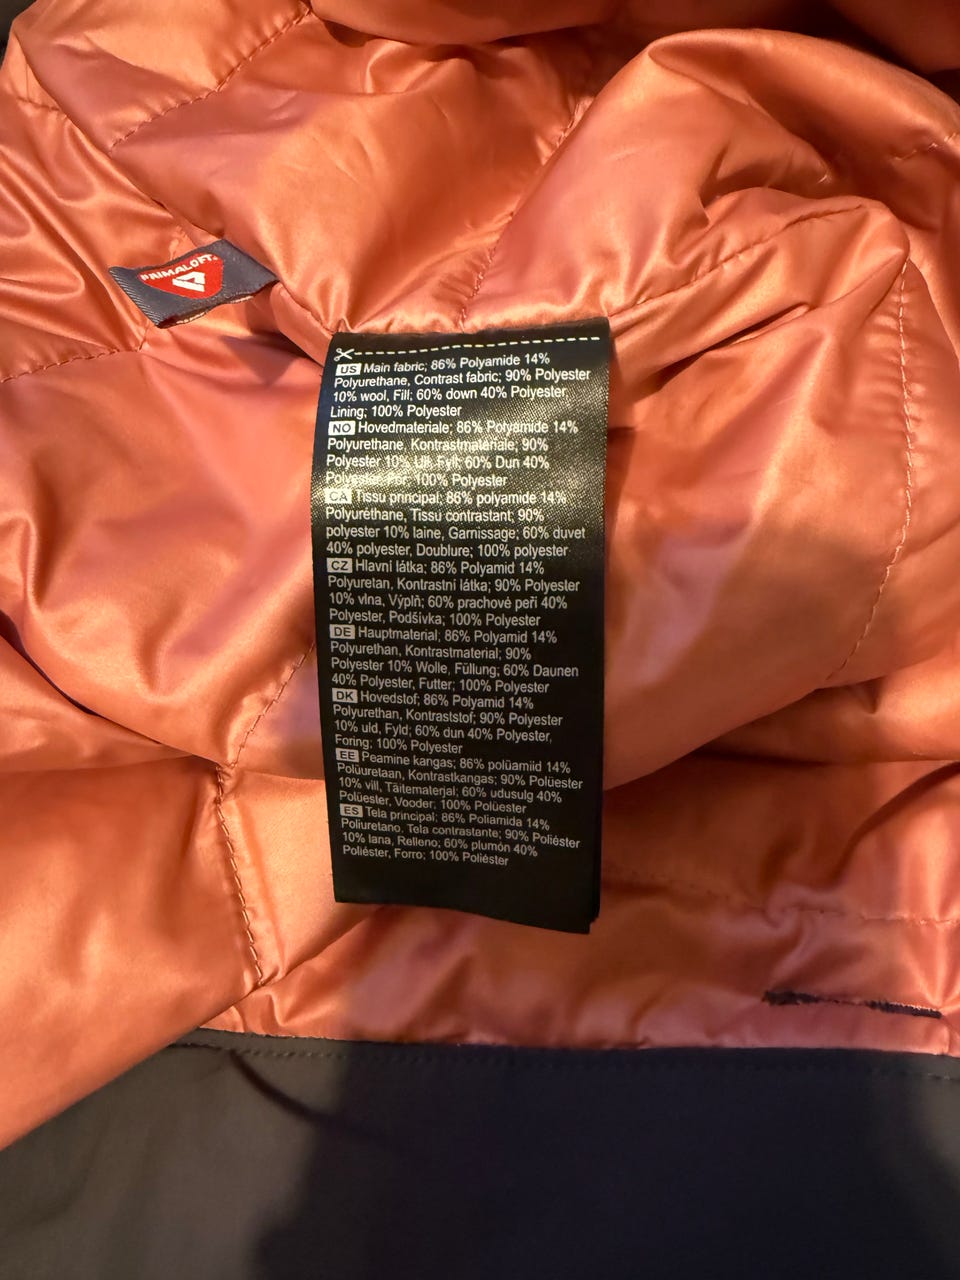 PRIMALOFT
US Main fabric; 86% Polyamide 14%
Polyurethane, Contrast fabric; 90% Polyester
10% wool, Fill; 60% down 40% Polyester,
Lining; 100% Polyester
NO Hovedmateriale; 86% Polyamide 14%
Polyurethane, Kontrastmateriale; 90%
Polyester 10% Ull, Fyll; 60% Dun 40%
Polyester, For; 100% Polyester
CA Tissu principal; 86% polyamide 14%
Polyuréthane, Tissu contrastant; 90%
polyester 10% laine, Garnissage; 60% duvet
40% polyester, Doublure; 100% polyester
CZ Hlavní látka; 86% Polyamid 14%
Polyuretan, Kontrastní látka; 90% Polyester
10% vlna, Výplň; 60% prachové peří 40%
Polyester, Podšívka; 100% Polyester
DE Hauptmaterial; 86% Polyamid 14%
Polyurethan, Kontrastmaterial; 90%
Polyester 10% Wolle, Füllung; 60% Daunen
40% Polyester, Futter; 100% Polyester
DK Hovedstof; 86% Polyamid 14%
Polyurethan, Kontraststof; 90% Polyester
10% uld, Fyld; 60% dun 40% Polyester,
Foring; 100% Polyester
EE Peamine kangas; 86% polüamiid 14%
Polüuretaan, Kontrastkangas; 90% Polüester
10% vill, Täitematerjal; 60% udusulg 40%
Polüester, Vooder; 100% Polüester
ES Tela principal; 86% Poliamida 14%
Poliuretano, Tela contrastante; 90% Poliéster
10% lana, Relleno; 60% plumón 40%
Poliéster, Forro; 100% Poliéster